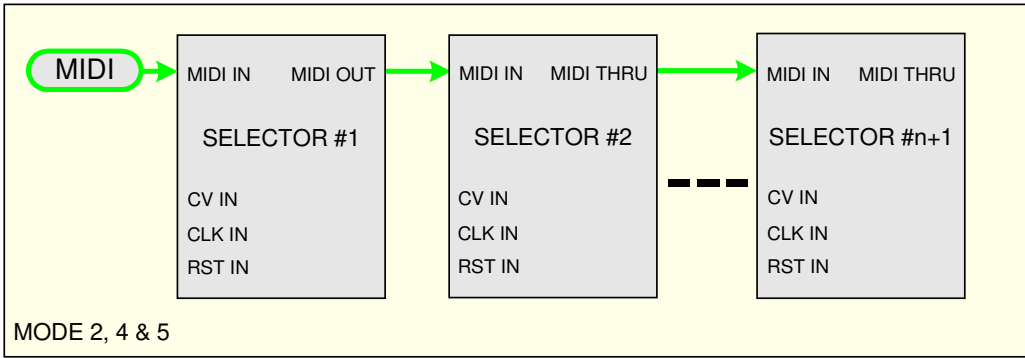 MIDI
MIDI IN MIDI OUT
SELECTOR #1
CV IN
CLK IN
RST IN
MIDI IN MIDI THRU
SELECTOR #2
CV IN
CLK IN
RST IN
MIDI IN MIDI THRU
SELECTOR #n+1
CV IN
CLK IN
RST IN
MODE 2, 4 & 5